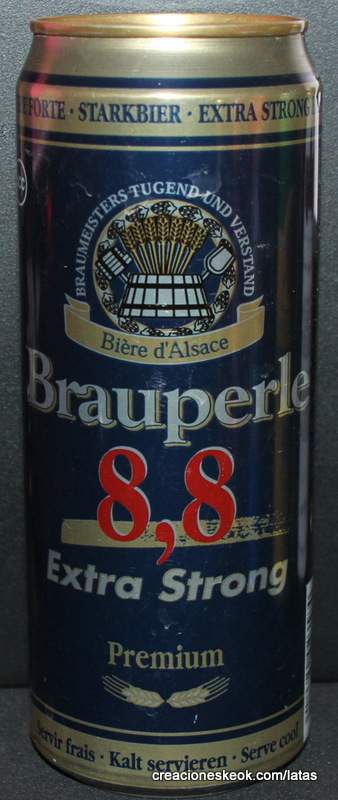 FORTE · STARKBIER · EXTRA STRONG
BRAUMEISTERS TUGEND UND VERSTAND
Bière d'Alsace
Brauperle
8,8
Extra Strong
Premium
Servir frais · Kalt servieren · Serve cool
creacioneskeok.com/latas